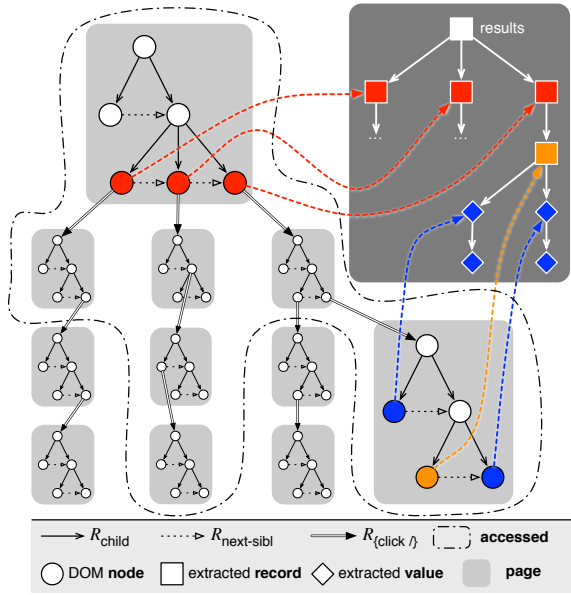 results
...
...
R_child
R_next-sibl
R_{click /}
accessed
DOM node
extracted record
extracted value
page